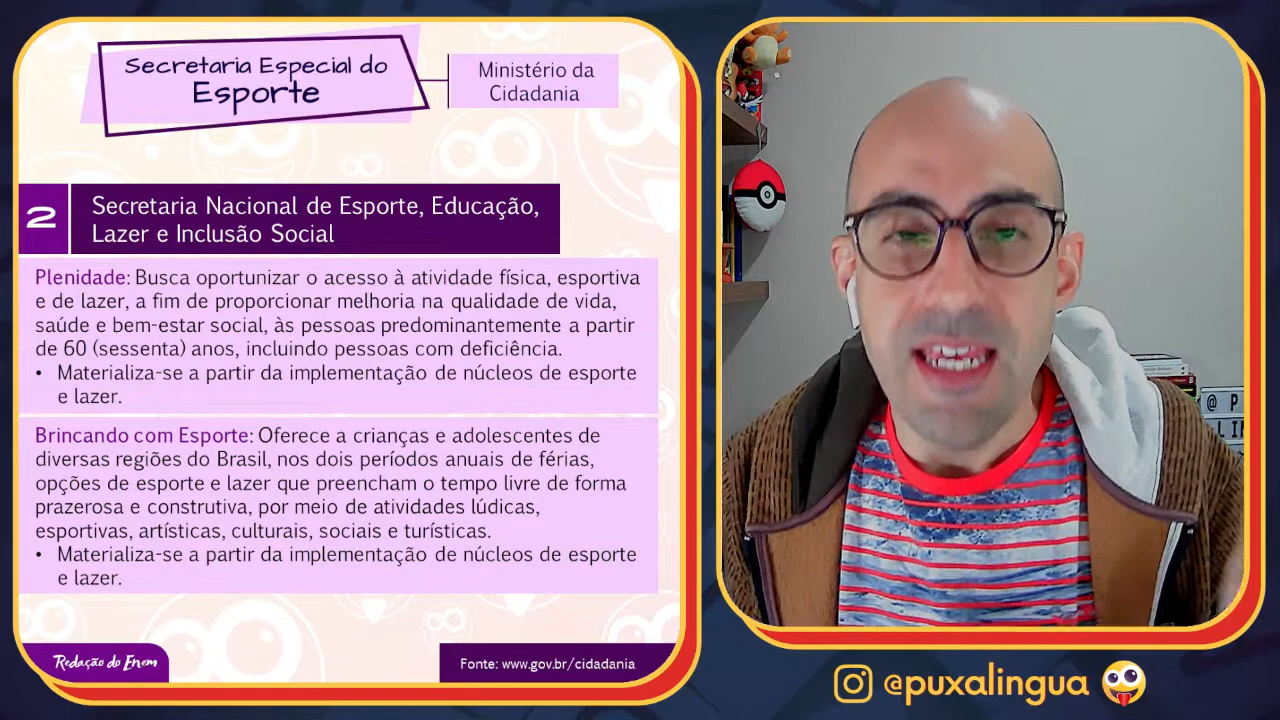 Secretaria Especial do
Esporte
Ministério da
Cidadania
2
Secretaria Nacional de Esporte, Educação,
Lazer e Inclusão Social
Plenidade: Busca oportunizar o acesso à atividade física, esportiva
e de lazer, a fim de proporcionar melhoria na qualidade de vida,
saúde e bem-estar social, às pessoas predominantemente a partir
de 60 (sessenta) anos, incluindo pessoas com deficiência.
• Materializa-se a partir da implementação de núcleos de esporte
e lazer.
Brincando com Esporte: Oferece a crianças e adolescentes de
diversas regiões do Brasil, nos dois períodos anuais de férias,
opções de esporte e lazer que preencham o tempo livre de forma
prazerosa e construtiva, por meio de atividades lúdicas,
esportivas, artísticas, culturais, sociais e turísticas.
• Materializa-se a partir da implementação de núcleos de esporte
e lazer.
Redação do Enem
Fonte: www.gov.br/cidadania
@ P
LIN
@puxalingua